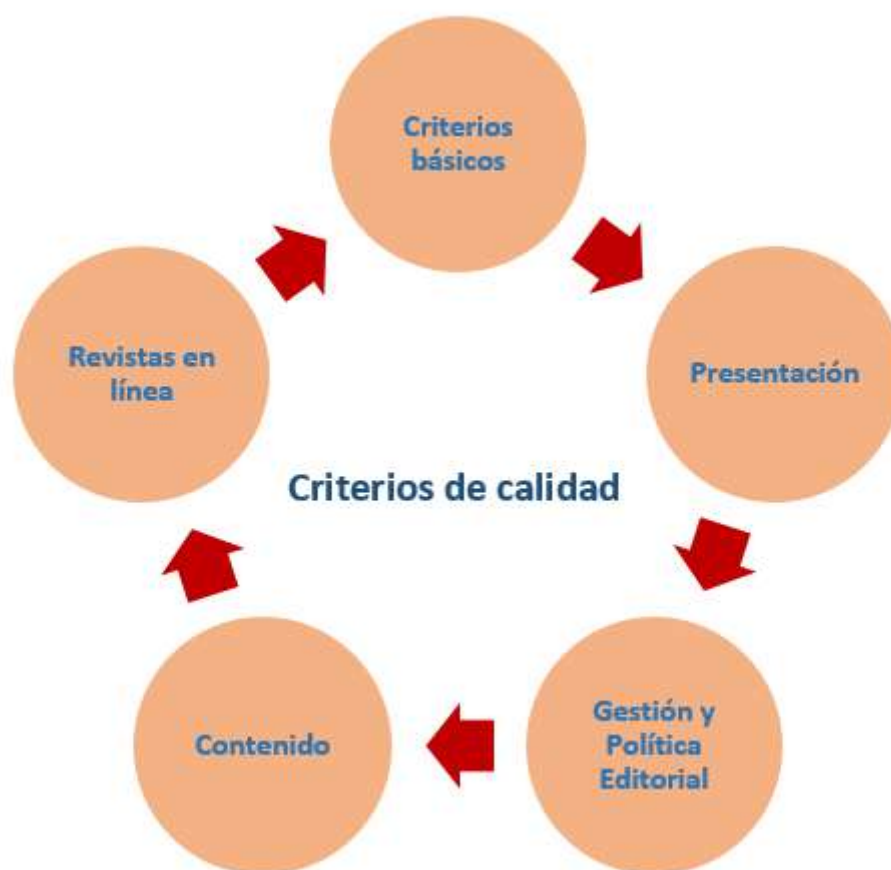 Criterios
básicos
Presentación
Gestión y
Política
Editorial
Contenido
Revistas en
línea
Criterios de calidad